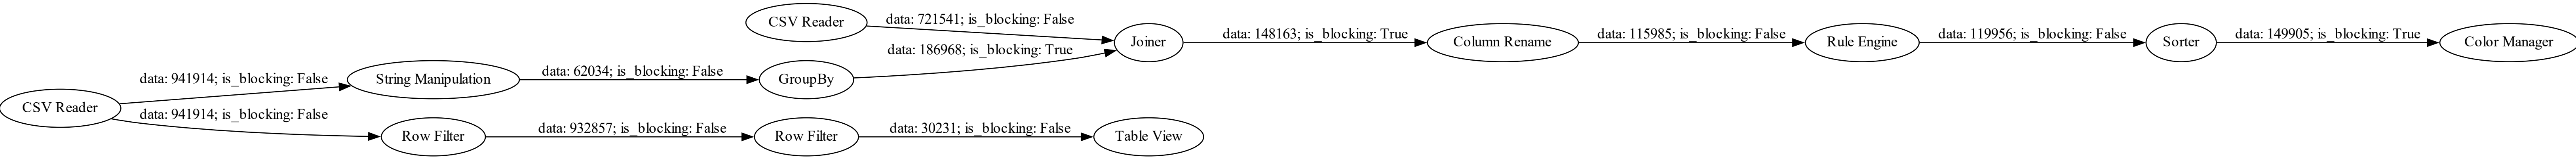 CSV Reader
data: 721541; is_blocking: False
Joiner
data: 148163; is_blocking: True
Column Rename
data: 115985; is_blocking: False
Rule Engine
data: 119956; is_blocking: False
Sorter
data: 149905; is_blocking: True
Color Manager
data: 186968; is_blocking: True
data: 941914; is_blocking: False
String Manipulation
data: 62034; is_blocking: False
GroupBy
CSV Reader
data: 941914; is_blocking: False
Row Filter
data: 932857; is_blocking: False
Row Filter
data: 30231; is_blocking: False
Table View